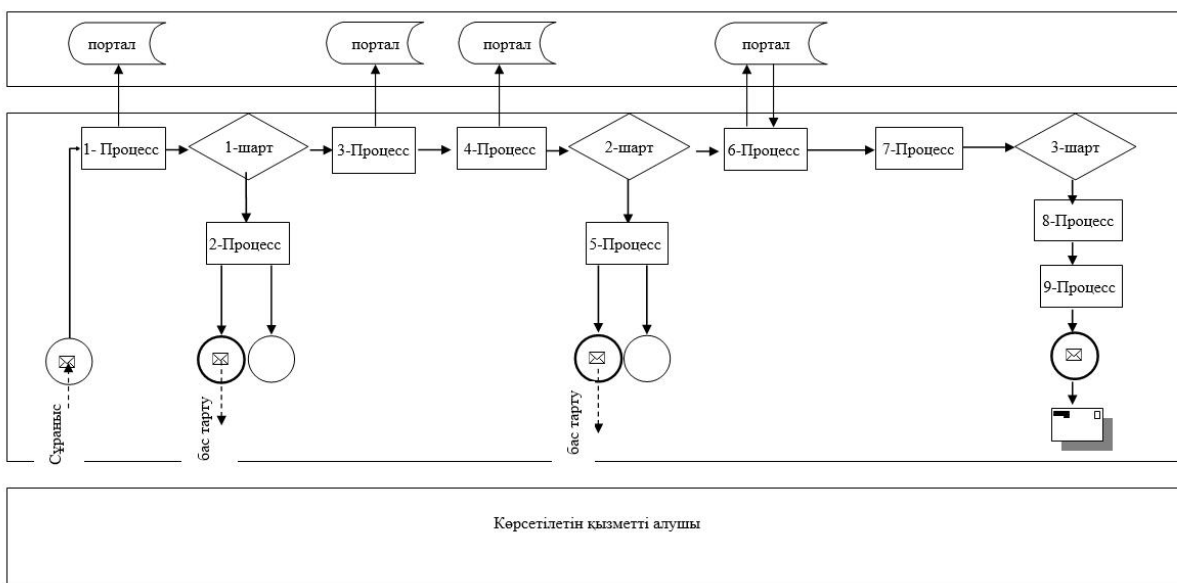 портал
портал
портал
портал
1- Процесс
1-шарт
3-Процесс
4-Процесс
2-шарт
6-Процесс
7-Процесс
3-шарт
2-Процесс
5-Процесс
8-Процесс
9-Процесс
Сұраныс
бас тарту
бас тарту
Көрсетілетін қызметті алушы